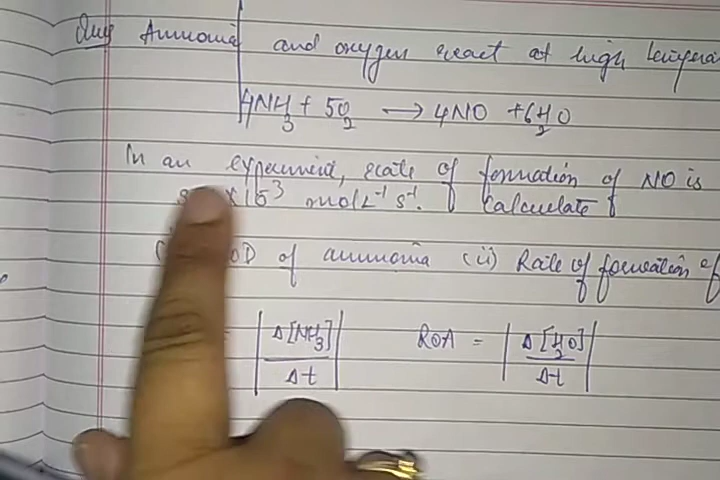 Ques Ammonia and oxygen react at high tempera
4NH3 + 5O2 → 4NO + 6H2O
In an experiment, rate of formation of NO is
×10-3 mol L-1 s-1. Calculate
OD of ammonia (ii) Rate of formation of
|Δ[NH3]/Δt| ROA = |Δ[H2O]/Δt|